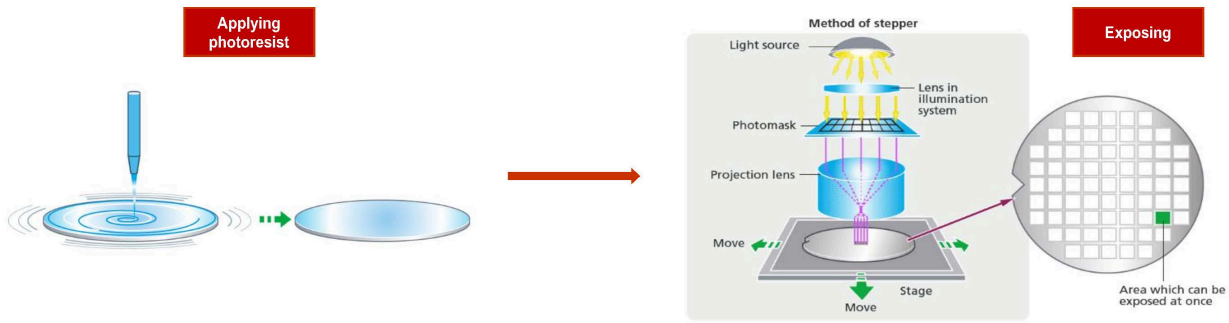 Applying
photoresist
Method of stepper
Light source
Lens in
illumination
system
Photomask
Projection lens
Move
Stage
Move
Exposing
Area which can be
exposed at once